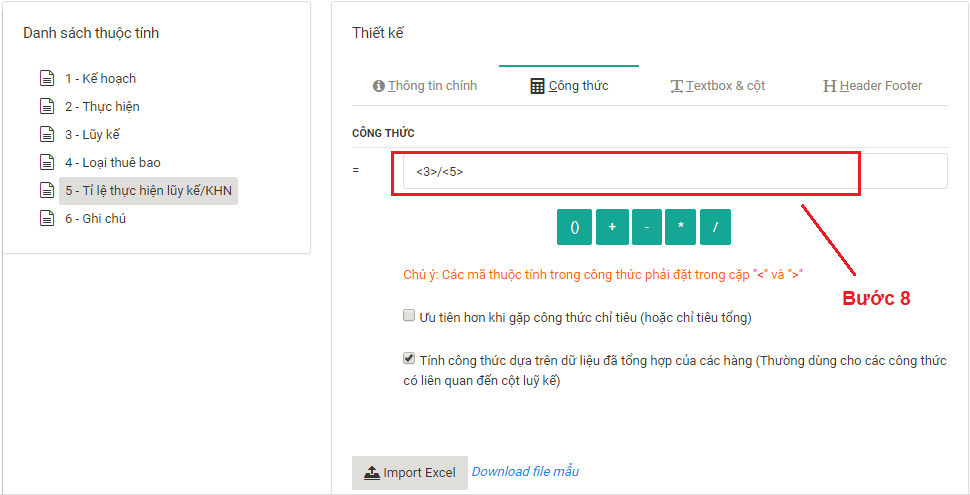 Danh sách thuộc tính
1 - Kế hoạch
2 - Thực hiện
3 - Lũy kế
4 - Loại thuê bao
5 - Tỉ lệ thực hiện lũy kế/KHN
6 - Ghi chú
Thiết kế
Thông tin chính
Công thức
Textbox & cột
Header Footer
CÔNG THỨC
=
<3>/<5>
()
+
-
*
/
Chú ý: Các mã thuộc tính trong công thức phải đặt trong cặp "<" và ">"
Bước 8
Ưu tiên hơn khi gặp công thức chỉ tiêu (hoặc chỉ tiêu tổng)
Tính công thức dựa trên dữ liệu đã tổng hợp của các hàng (Thường dùng cho các công thức
có liên quan đến cột luỹ kế)
Import Excel
Download file mẫu